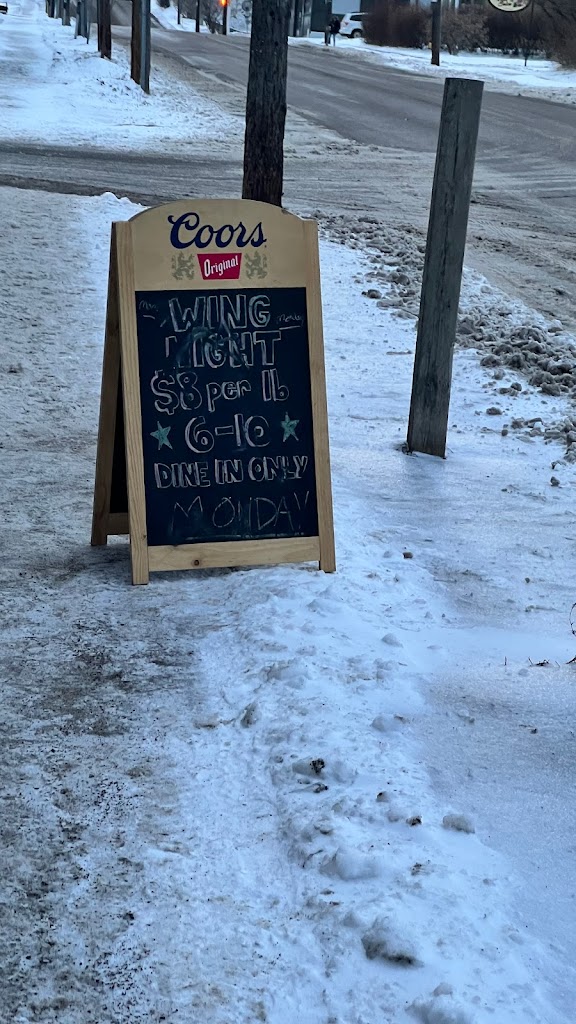 Coors
Original
WING
NIGHT
$8 per lb
6-10
DINE IN ONLY
MONDAY